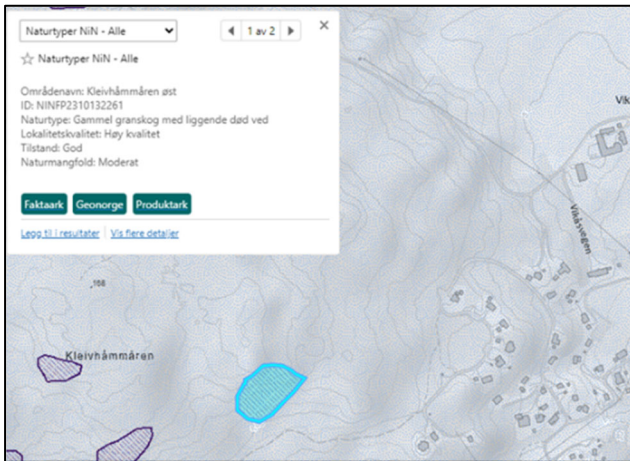 Naturtyper NiN - Alle
1 av 2
Naturtyper NiN - Alle
Områdenavn: Kleivhåmmåren øst
ID: NINFP2310132261
Naturtype: Gammel granskog med liggende død ved
Lokalitetskvalitet: Høy kvalitet
Tilstand: God
Naturmangfold: Moderat
Faktaark
Geonorge
Produktark
Legg til i resultater
Vis flere detaljer
Vikåsvegen
Kleivhåmmåren